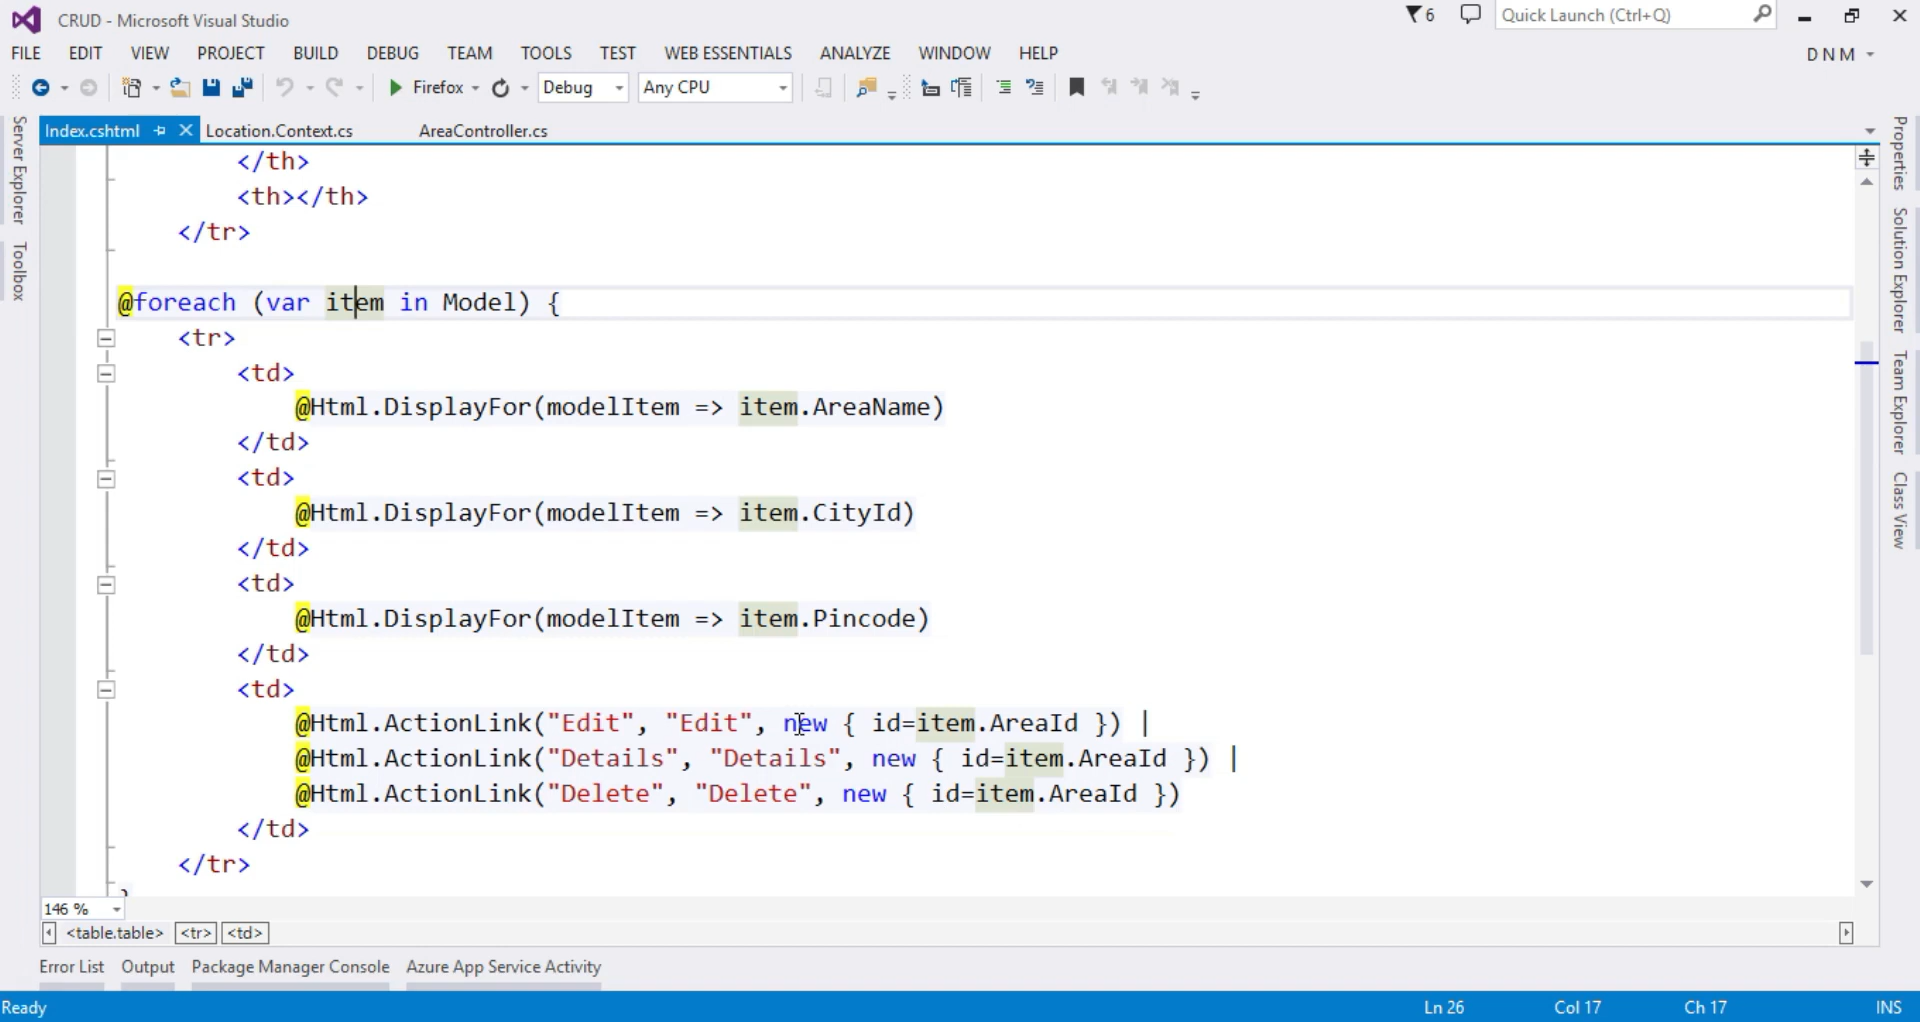 CRUD - Microsoft Visual Studio
6
Quick Launch (Ctrl+Q)
FILE EDIT VIEW PROJECT BUILD DEBUG TEAM TOOLS TEST WEB ESSENTIALS ANALYZE WINDOW HELP
D N M
Firefox Debug Any CPU
Index.cshtml Location.Context.cs AreaController.cs
Server Explorer
Toolbox
</th>
<th></th>
</tr>
@foreach (var item in Model) {
<tr>
<td>
@Html.DisplayFor(modelItem => item.AreaName)
</td>
<td>
@Html.DisplayFor(modelItem => item.CityId)
</td>
<td>
@Html.DisplayFor(modelItem => item.Pincode)
</td>
<td>
@Html.ActionLink("Edit", "Edit", new { id=item.AreaId }) |
@Html.ActionLink("Details", "Details", new { id=item.AreaId }) |
@Html.ActionLink("Delete", "Delete", new { id=item.AreaId })
</td>
</tr>
}
Properties
Solution Explorer
Team Explorer
Class View
146 %
<table.table> <tr> <td>
Error List Output Package Manager Console Azure App Service Activity
Ready Ln 26 Col 17 Ch 17 INS